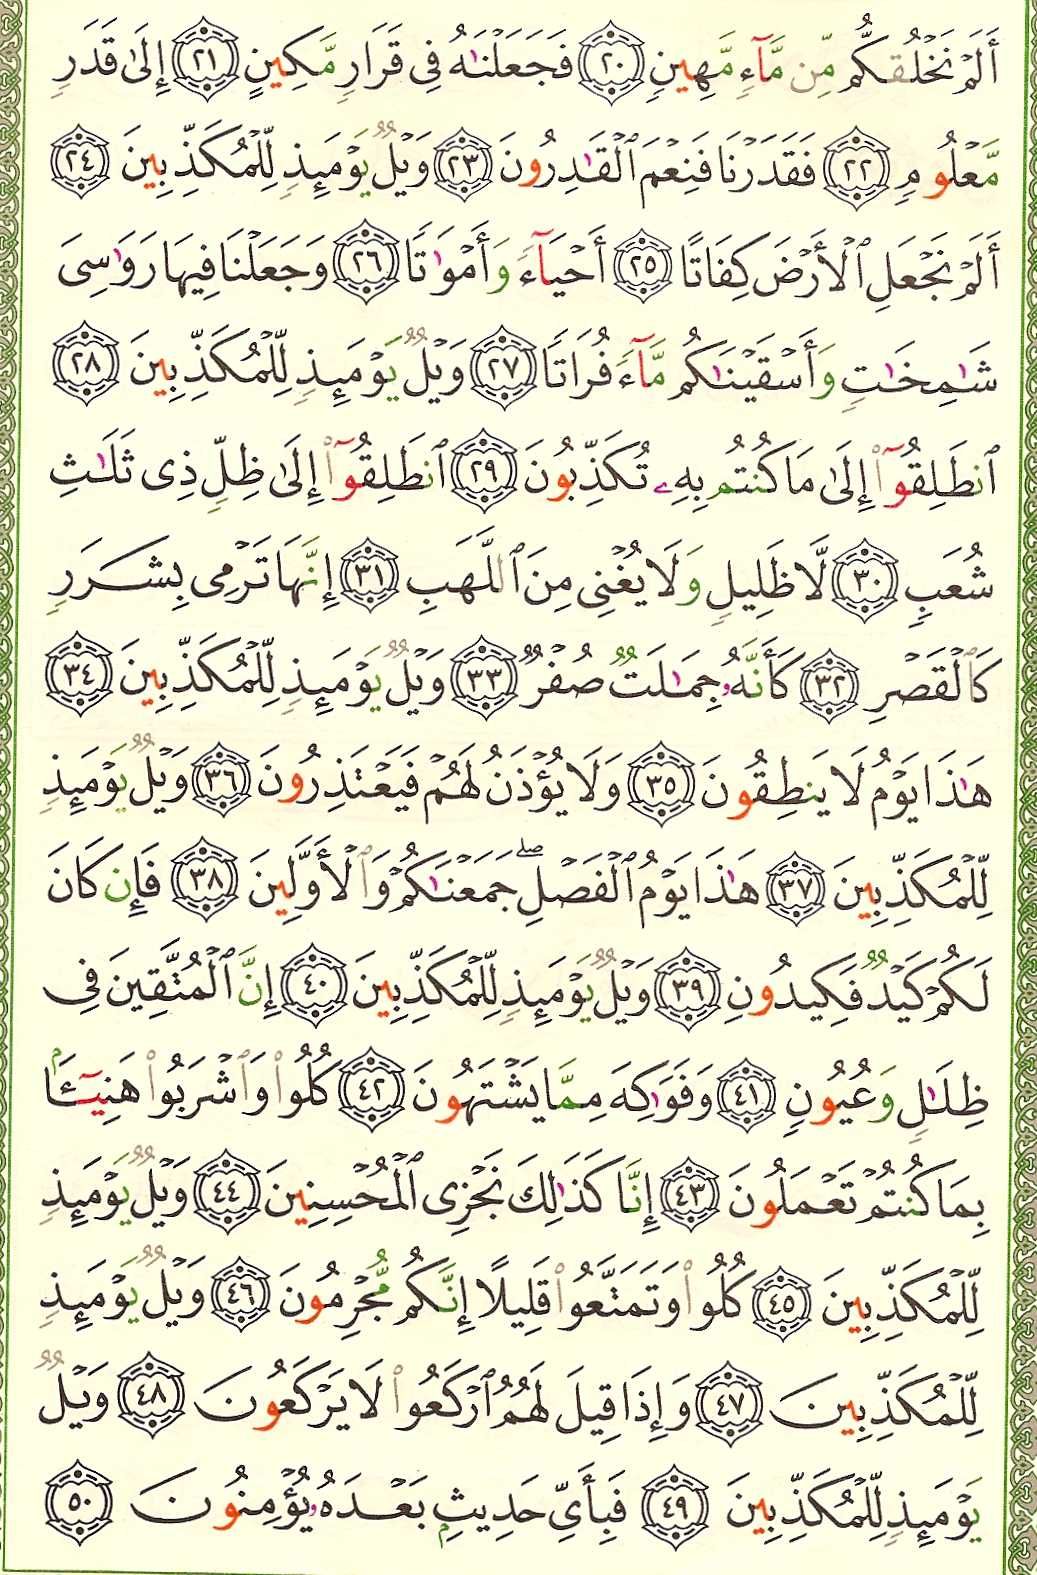 أَلَمْ نَخْلُقكُّم مِّن مَّآءٍ مَّهِينٍ ٢٠ فَجَعَلْنَٰهُ فِى قَرَارٍ مَّكِينٍ ٢١ إِلَىٰ قَدَرٍ
مَّعْلُومٍ ٢٢ فَقَدَرْنَا فَنِعْمَ ٱلْقَٰدِرُونَ ٢٣ وَيْلٌ يَوْمَئِذٍ لِّلْمُكَذِّبِينَ ٢٤
أَلَمْ نَجْعَلِ ٱلْأَرْضَ كِفَاتًا ٢٥ أَحْيَآءً وَأَمْوَٰتًا ٢٦ وَجَعَلْنَا فِيهَا رَوَٰسِىَ
شَٰمِخَٰتٍ وَأَسْقَيْنَٰكُم مَّآءً فُرَاتًا ٢٧ وَيْلٌ يَوْمَئِذٍ لِّلْمُكَذِّبِينَ ٢٨
ٱنطَلِقُوٓا۟ إِلَىٰ مَا كُنتُم بِهِۦ تُكَذِّبُونَ ٢٩ ٱنطَلِقُوٓا۟ إِلَىٰ ظِلٍّ ذِى ثَلَٰثِ
شُعَبٍ ٣٠ لَّا ظَلِيلٍ وَلَا يُغْنِى مِنَ ٱللَّهَبِ ٣١ إِنَّهَا تَرْمِى بِشَرَرٍ
كَٱلْقَصْرِ ٣٢ كَأَنَّهُۥ جِمَٰلَتٌ صُفْرٌ ٣٣ وَيْلٌ يَوْمَئِذٍ لِّلْمُكَذِّبِينَ ٣٤
هَٰذَا يَوْمُ لَا يَنطِقُونَ ٣٥ وَلَا يُؤْذَنُ لَهُمْ فَيَعْتَذِرُونَ ٣٦ وَيْلٌ يَوْمَئِذٍ
لِّلْمُكَذِّبِينَ ٣٧ هَٰذَا يَوْمُ ٱلْفَصْلِ ۖ جَمَعْنَٰكُمْ وَٱلْأَوَّلِينَ ٣٨ فَإِن كَانَ
لَكُمْ كَيْدٌ فَكِيدُونِ ٣٩ وَيْلٌ يَوْمَئِذٍ لِّلْمُكَذِّبِينَ ٤٠ إِنَّ ٱلْمُتَّقِينَ فِى
ظِلَٰلٍ وَعُيُونٍ ٤١ وَفَوَٰكِهَ مِمَّا يَشْتَهُونَ ٤٢ كُلُوا۟ وَٱشْرَبُوا۟ هَنِيٓـًٔۢا
بِمَا كُنتُمْ تَعْمَلُونَ ٤٣ إِنَّا كَذَٰلِكَ نَجْزِى ٱلْمُحْسِنِينَ ٤٤ وَيْلٌ يَوْمَئِذٍ
لِّلْمُكَذِّبِينَ ٤٥ كُلُوا۟ وَتَمَتَّعُوا۟ قَلِيلًا إِنَّكُم مُّجْرِمُونَ ٤٦ وَيْلٌ يَوْمَئِذٍ
لِّلْمُكَذِّبِينَ ٤٧ وَإِذَا قِيلَ لَهُمُ ٱرْكَعُوا۟ لَا يَرْكَعُونَ ٤٨ وَيْلٌ
يَوْمَئِذٍ لِّلْمُكَذِّبِينَ ٤٩ فَبِأَىِّ حَدِيثٍۭ بَعْدَهُۥ يُؤْمِنُونَ ٥٠